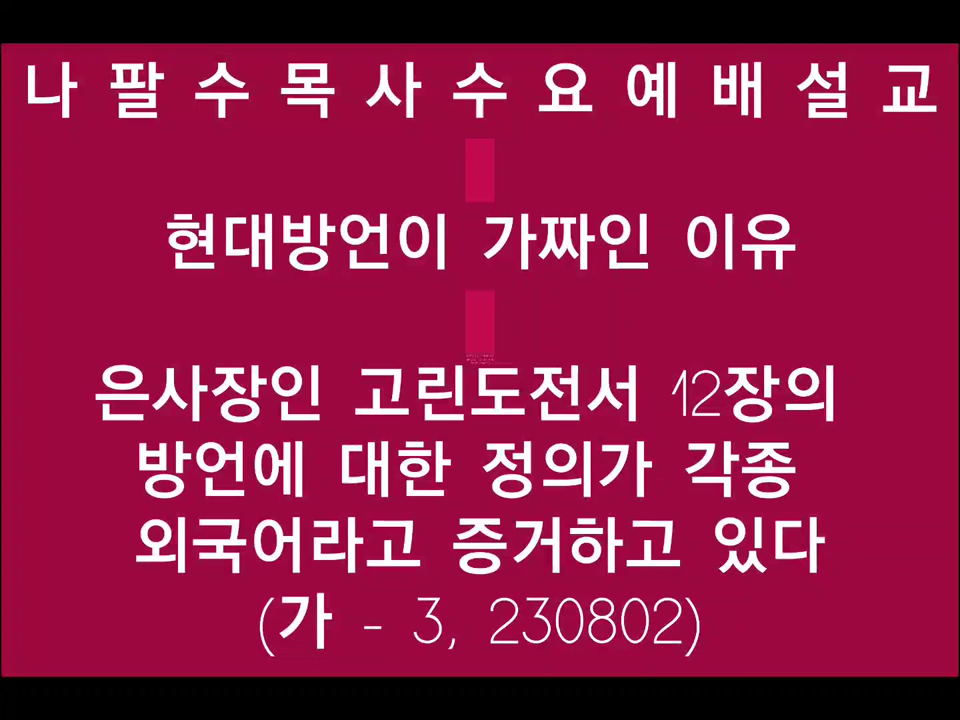 나 팔 수 목 사 수 요 예 배 설 교
현대방언이 가짜인 이유
은사장인 고린도전서 12장의
방언에 대한 정의가 각종
외국어라고 증거하고 있다
(가 - 3, 230802)